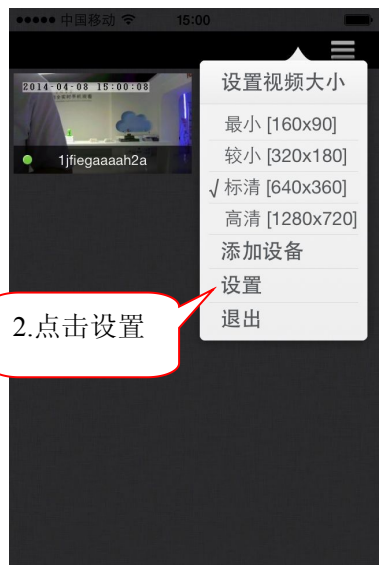 中国移动 15:00
2014-04-08 15:00:08
1jfiegaaaah2a
设置视频大小
最小 [160x90]
较小 [320x180]
√标清 [640x360]
高清 [1280x720]
添加设备
设置
退出
2.点击设置